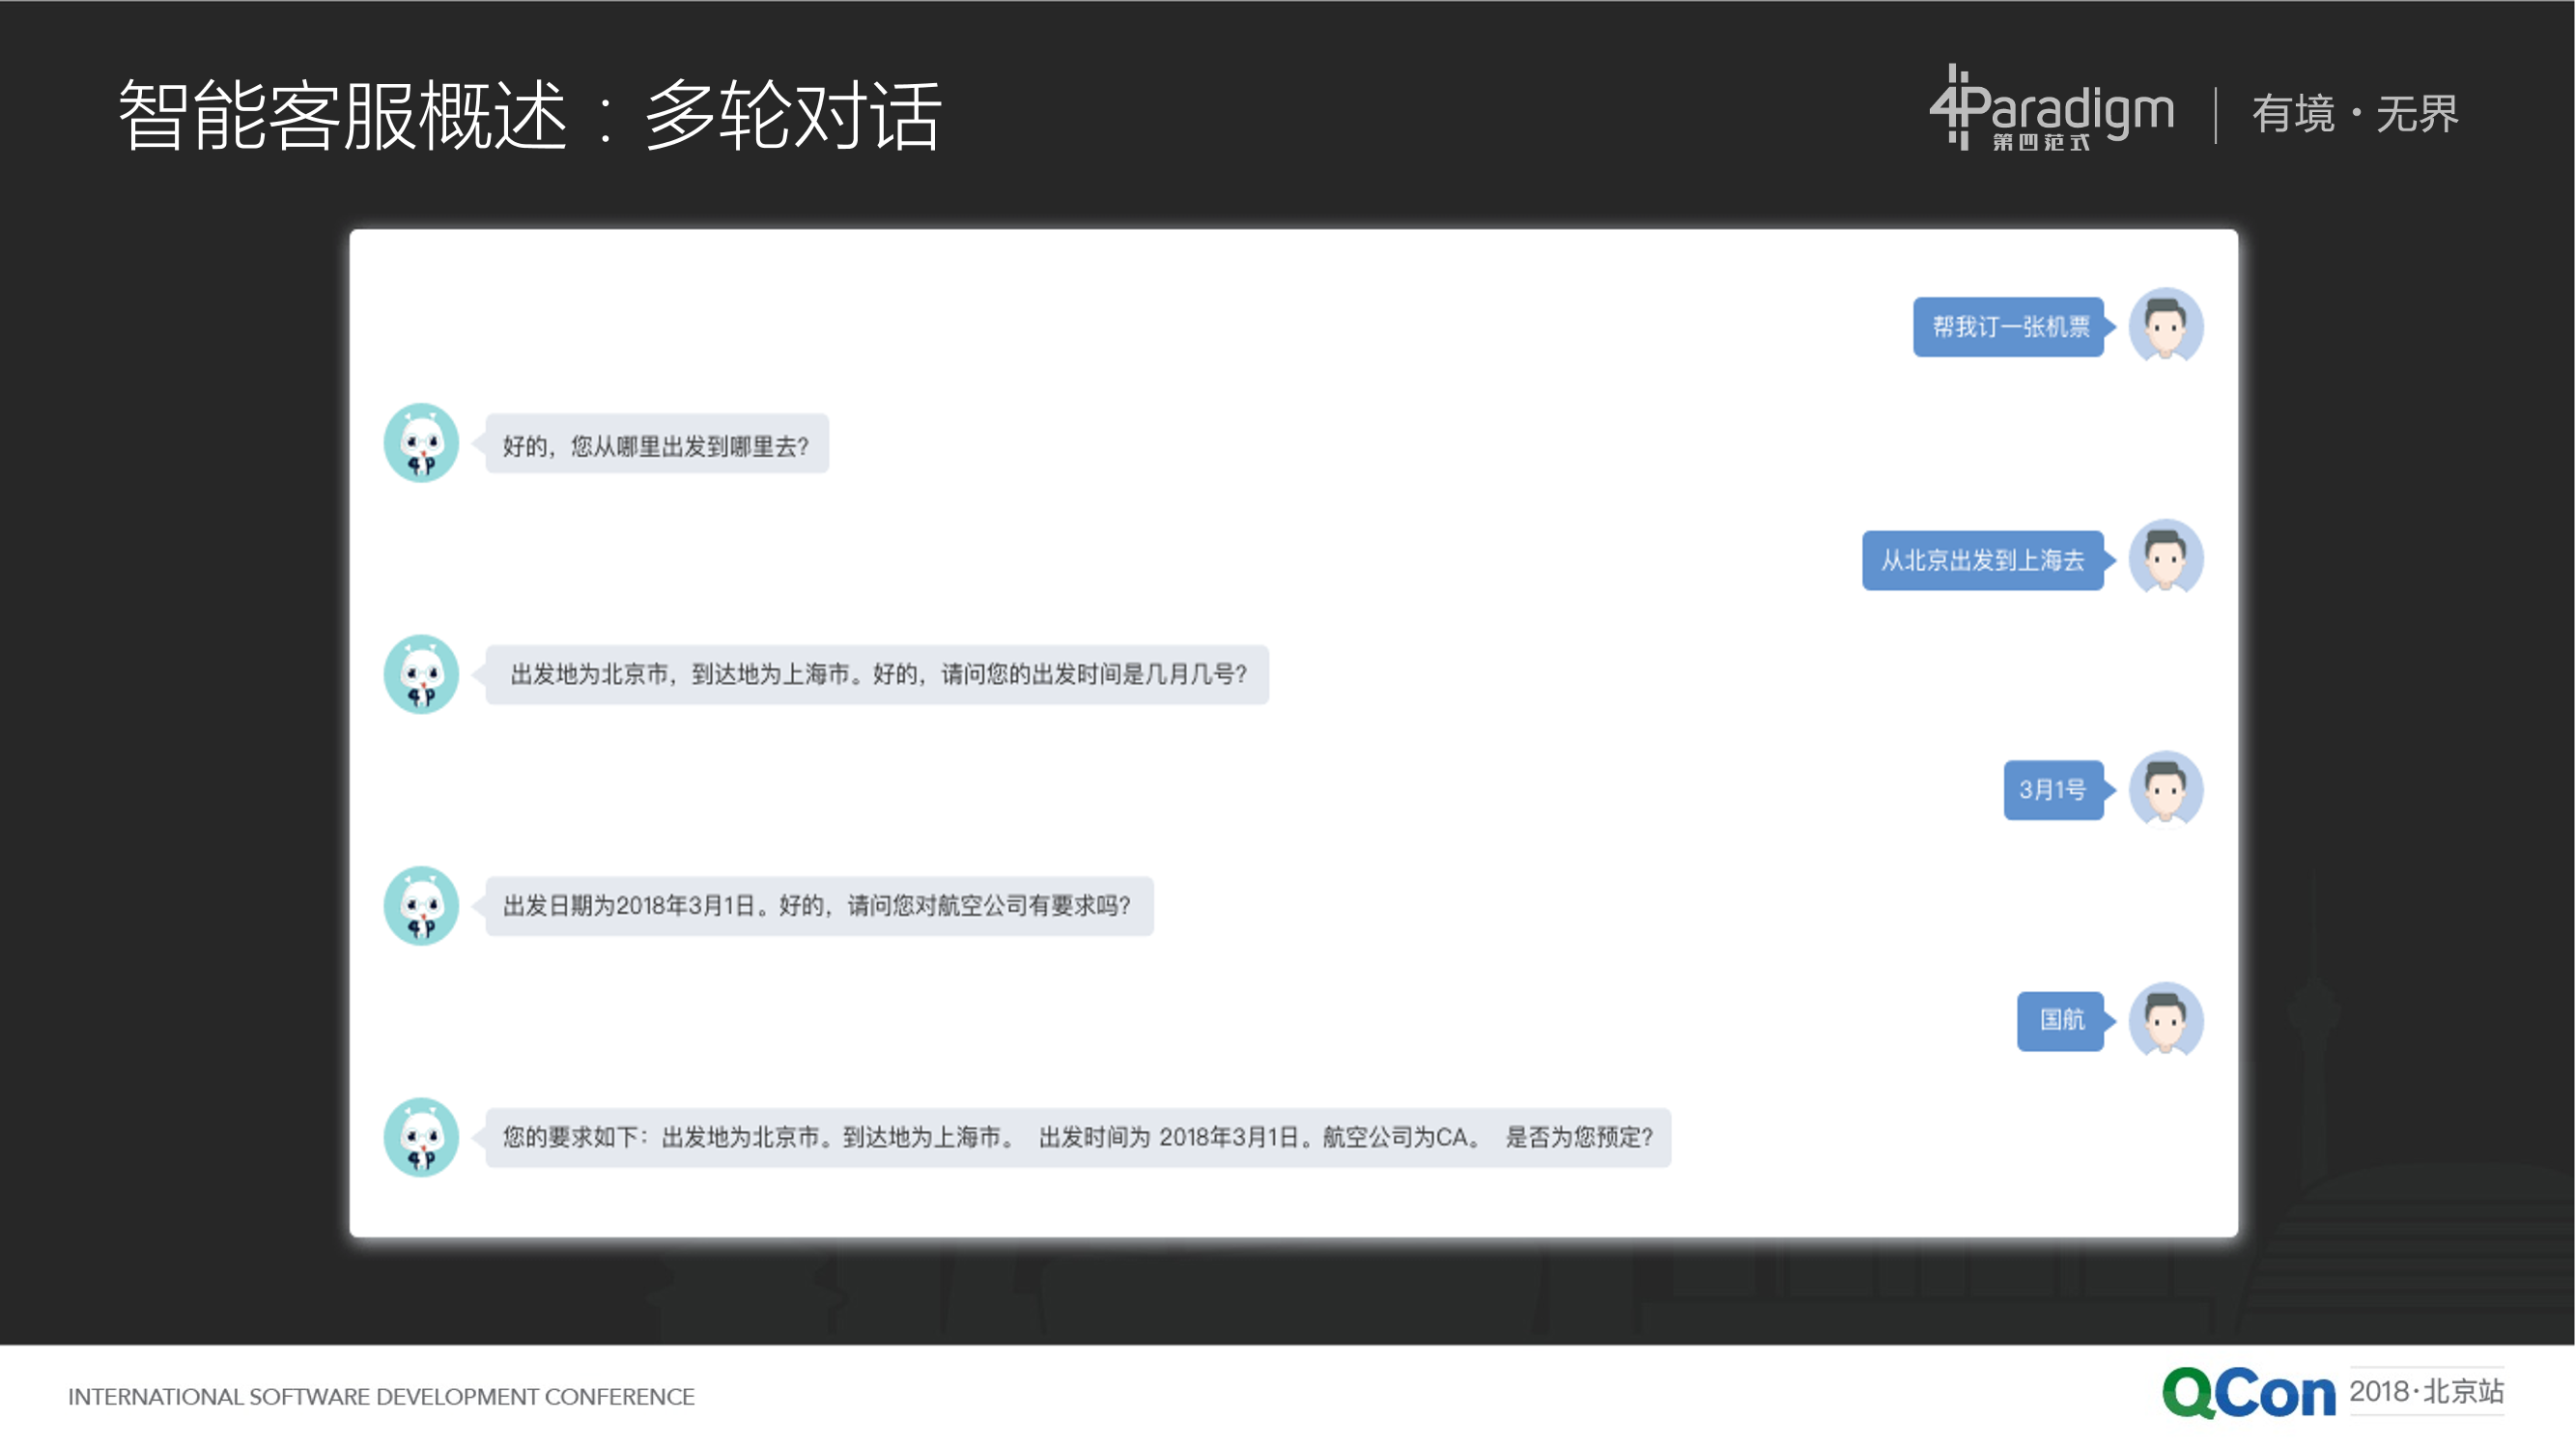 智能客服概述：多轮对话
4Paradigm
第四范式
有境·无界
帮我订一张机票
好的，您从哪里出发到哪里去?
从北京出发到上海去
出发地为北京市，到达地为上海市。好的，请问您的出发时间是几月几号?
3月1号
出发日期为2018年3月1日。好的，请问您对航空公司有要求吗?
国航
您的要求如下：出发地为北京市。到达地为上海市。 出发时间为 2018年3月1日。航空公司为CA。 是否为您预定?
INTERNATIONAL SOFTWARE DEVELOPMENT CONFERENCE
QCon 2018·北京站